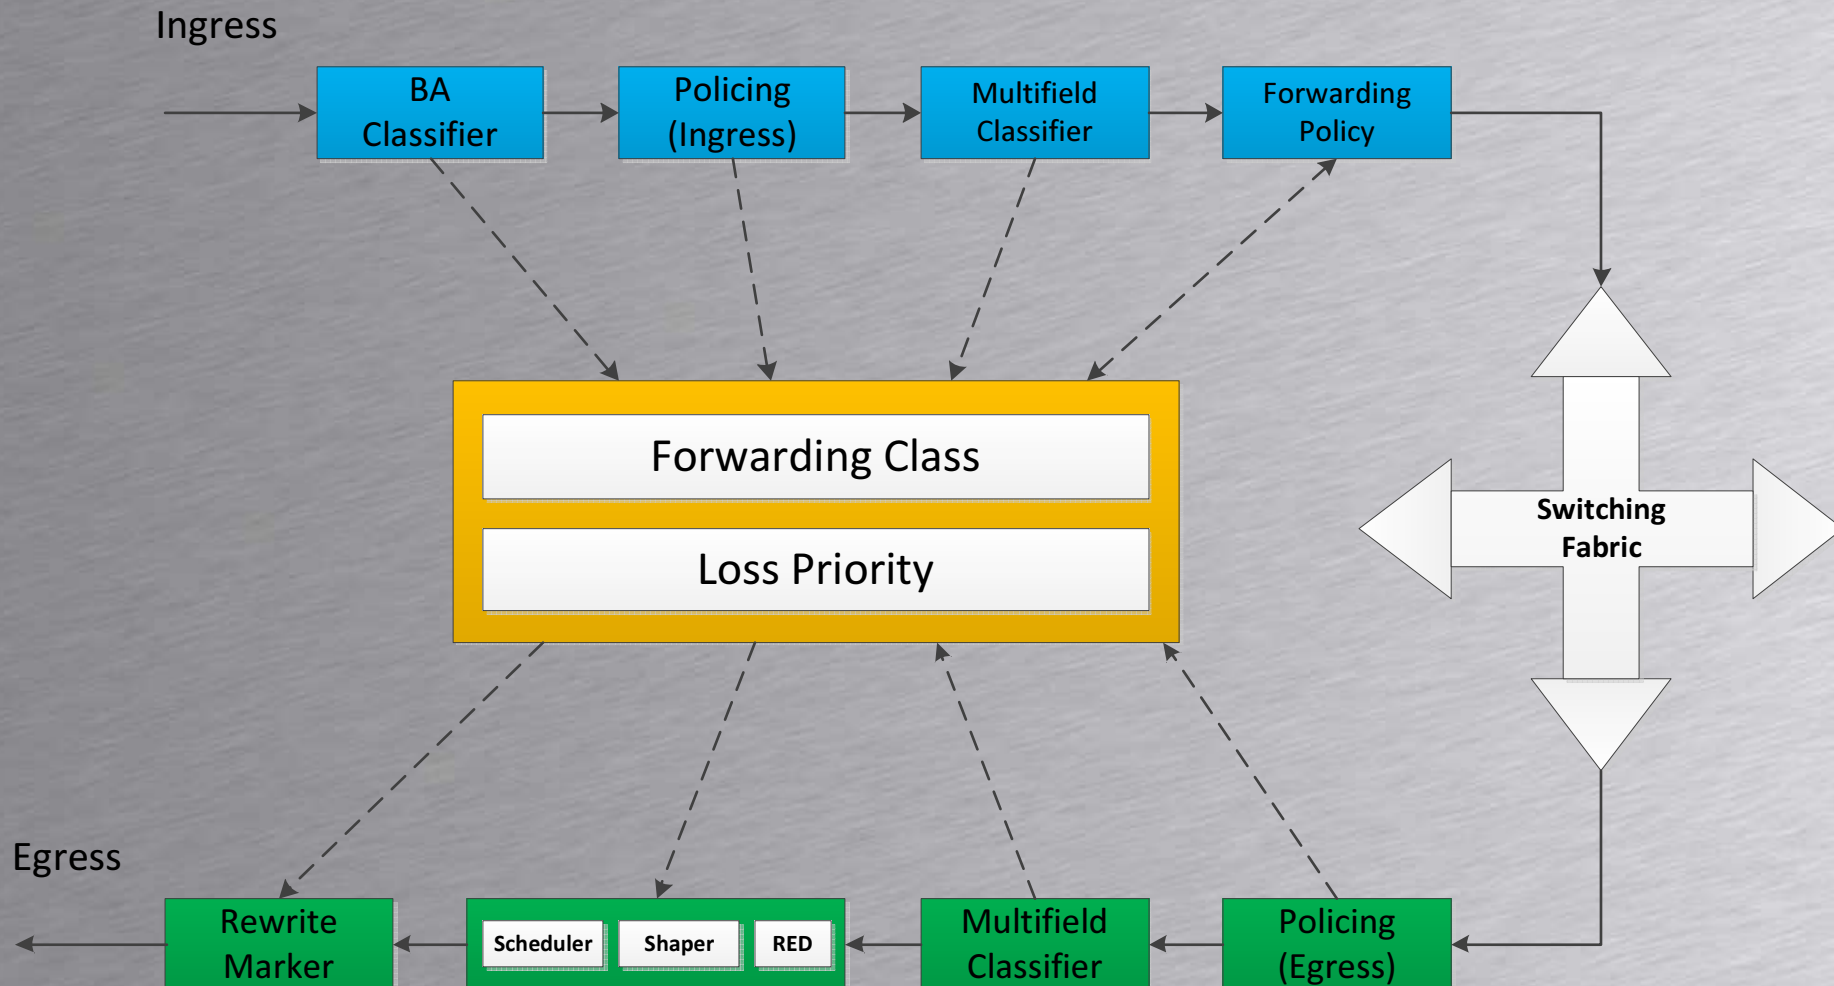 Ingress
BA
Classifier
Policing
(Ingress)
Multifield
Classifier
Forwarding
Policy
Forwarding Class
Loss Priority
Switching
Fabric
Egress
Rewrite
Marker
Scheduler
Shaper
RED
Multifield
Classifier
Policing
(Egress)